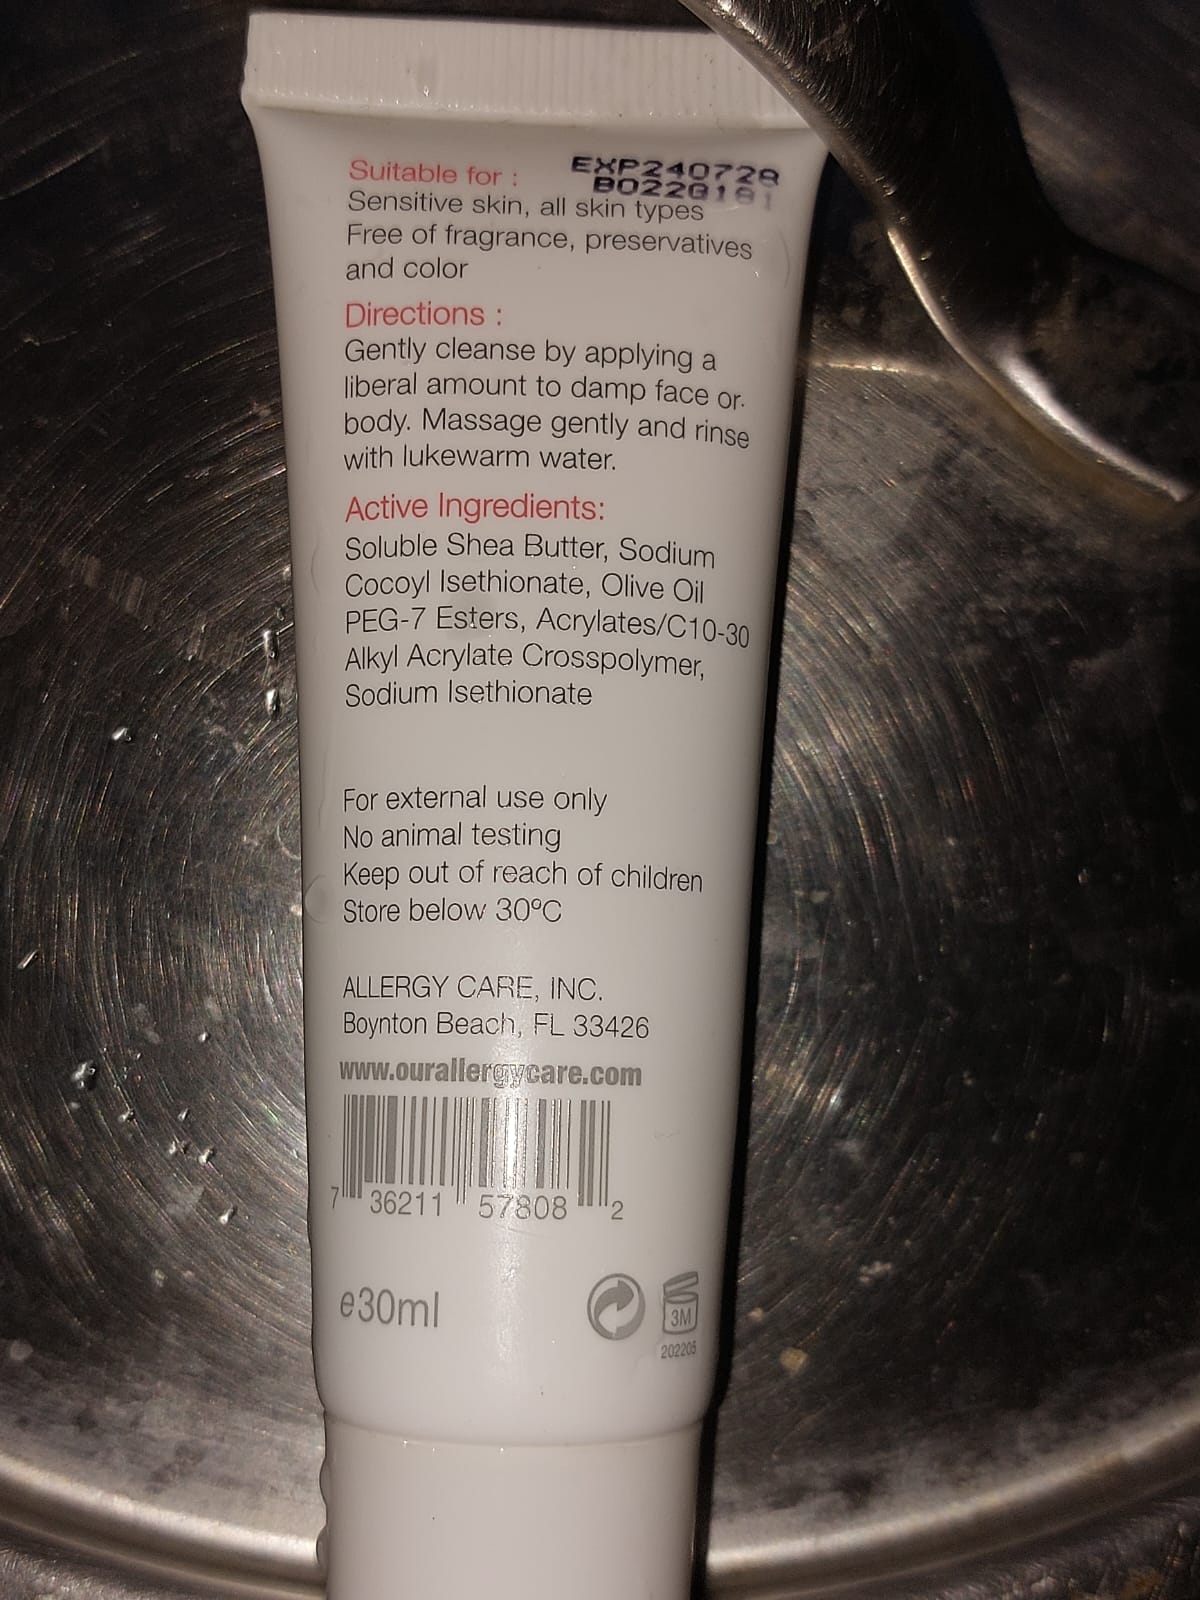 Suitable for :
EXP240728
Sensitive skin, all skin types
Free of fragrance, preservatives
and color
Directions :
Gently cleanse by applying a
liberal amount to damp face or.
body. Massage gently and rinse
with lukewarm water.
Active Ingredients:
Soluble Shea Butter, Sodium
Cocoyl Isethionate, Olive Oil
PEG-7 Esters, Acrylates/C10-30
Alkyl Acrylate Crosspolymer,
Sodium Isethionate
For external use only
No animal testing
Keep out of reach of children
Store below 30ºC
ALLERGY CARE, INC.
Boynton Beach, FL 33426
www.ourallergycare.com
7 36211 57808 2
e30ml
3M
202205